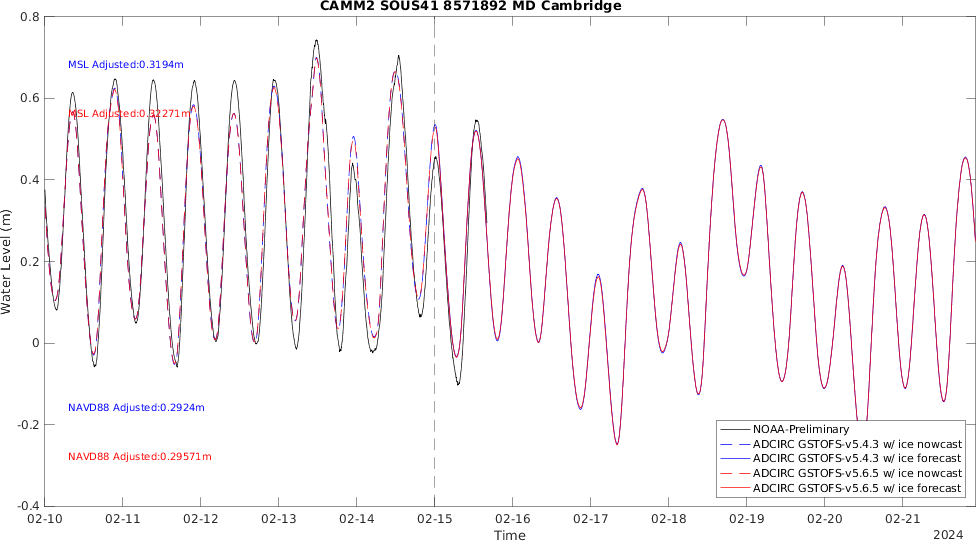 CAMM2 SOUS41 8571892 MD Cambridge
0.8
0.6
0.4
0.2
0
-0.2
-0.4
Water Level (m)
MSL Adjusted:0.3194m
MSL Adjusted:0.32271m
NAVD88 Adjusted:0.2924m
NAVD88 Adjusted:0.29571m
NOAA-Preliminary
ADCIRC GSTOFS-v5.4.3 w/ ice nowcast
ADCIRC GSTOFS-v5.4.3 w/ ice forecast
ADCIRC GSTOFS-v5.6.5 w/ ice nowcast
ADCIRC GSTOFS-v5.6.5 w/ ice forecast
02-10 02-11 02-12 02-13 02-14 02-15 02-16 02-17 02-18 02-19 02-20 02-21
Time
2024